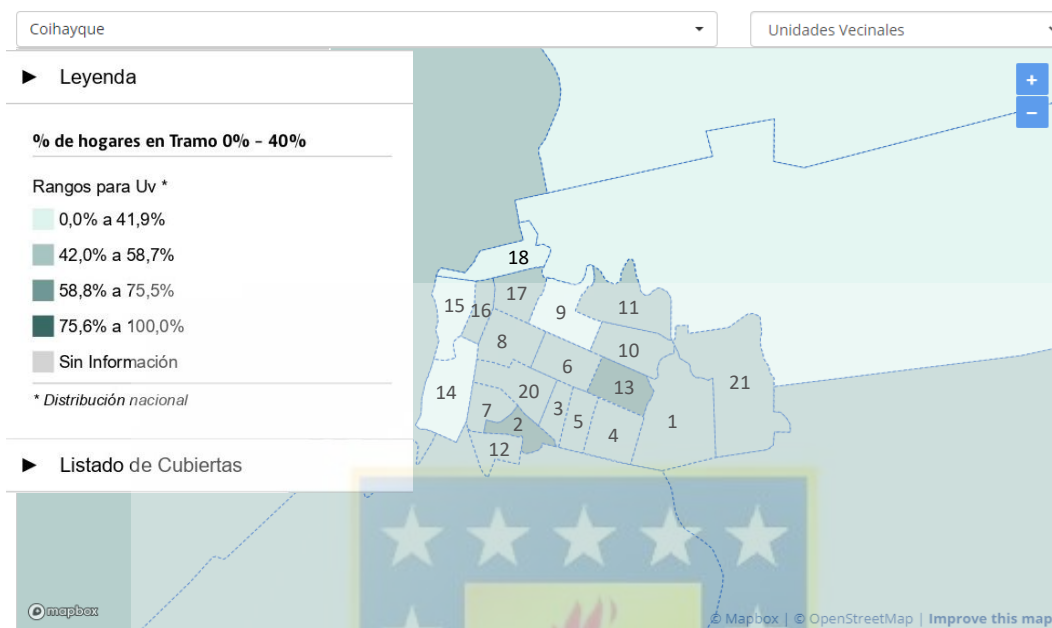 Coihayque
Unidades Vecinales
► Leyenda
% de hogares en Tramo 0% - 40%
Rangos para Uv *
0,0% a 41,9%
42,0% a 58,7%
58,8% a 75,5%
75,6% a 100,0%
Sin Información
* Distribución nacional
► Listado de Cubiertas
+
−
18
17
15
16
9
11
8
10
6
13
21
14
20
7
3
2
5
1
4
12
mapbox
© Mapbox | © OpenStreetMap | Improve this map